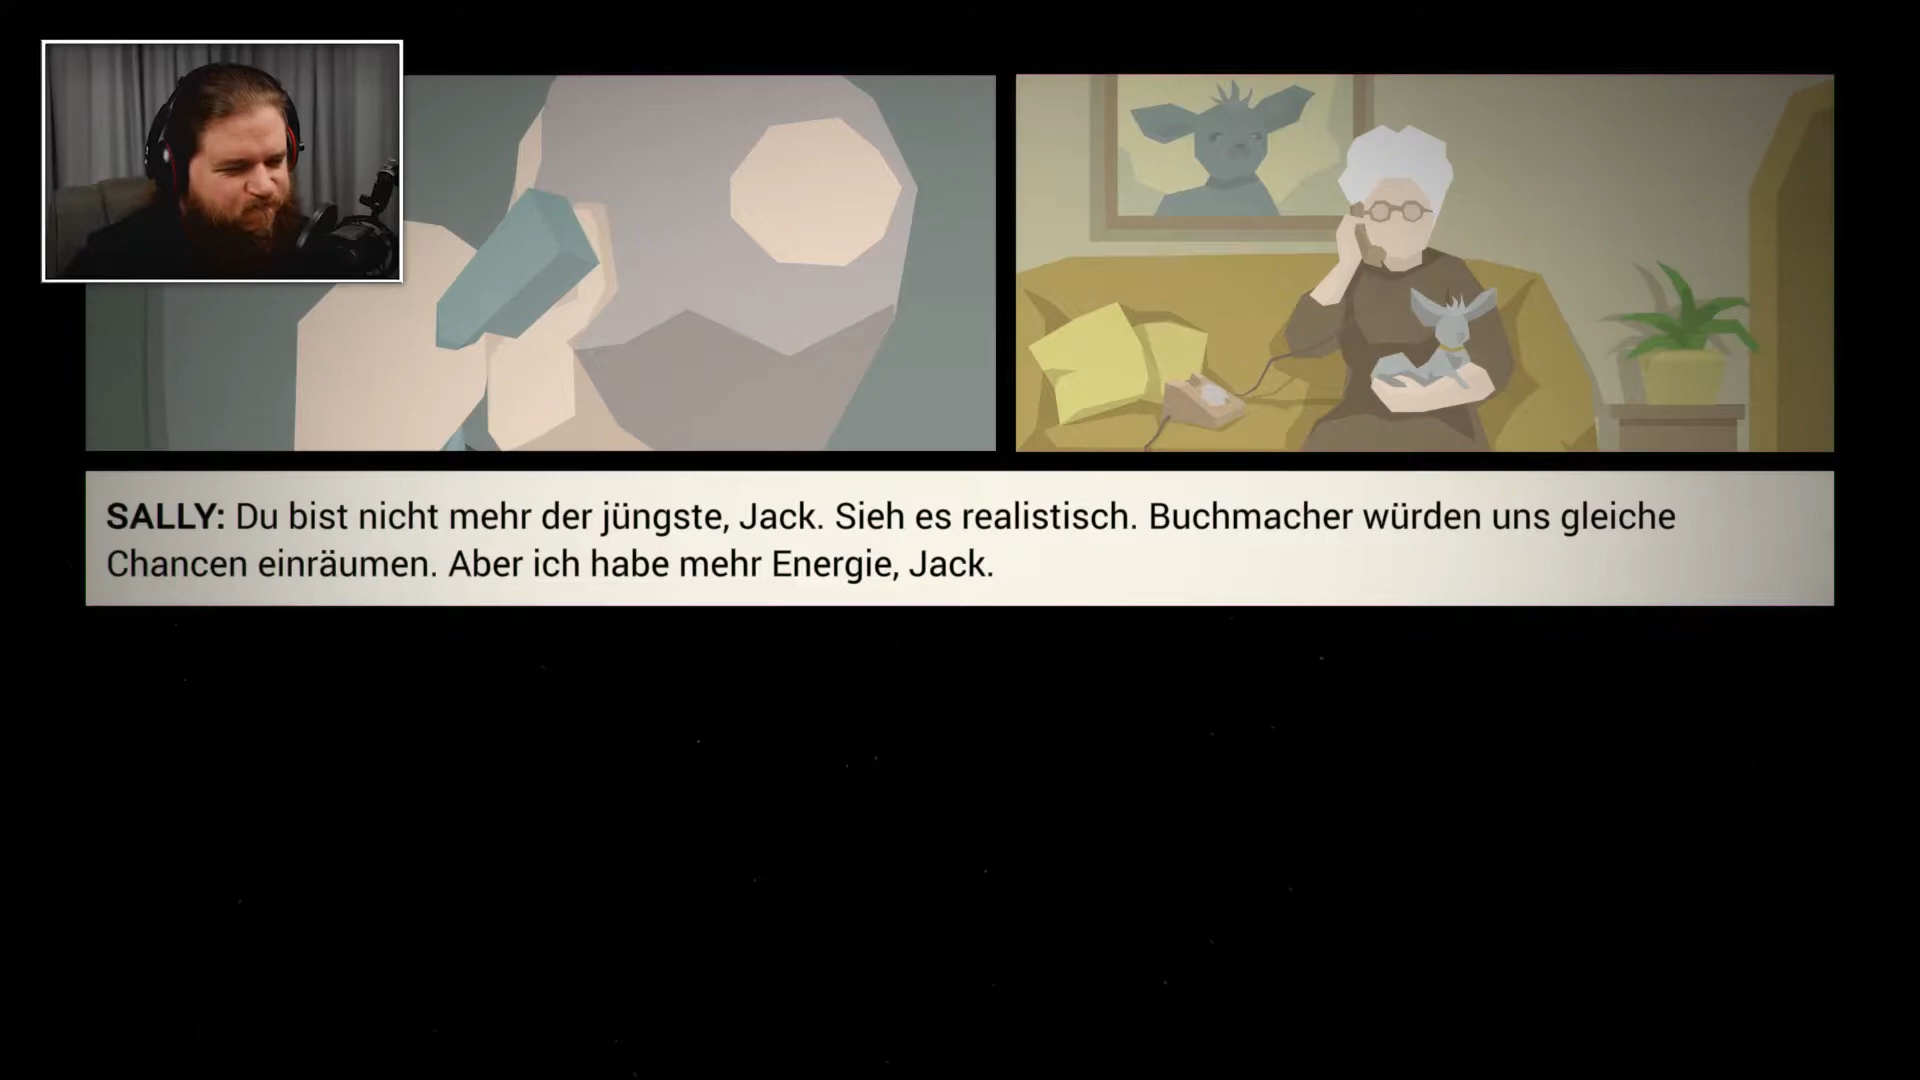 SALLY: Du bist nicht mehr der jüngste, Jack. Sieh es realistisch. Buchmacher würden uns gleiche
Chancen einräumen. Aber ich habe mehr Energie, Jack.